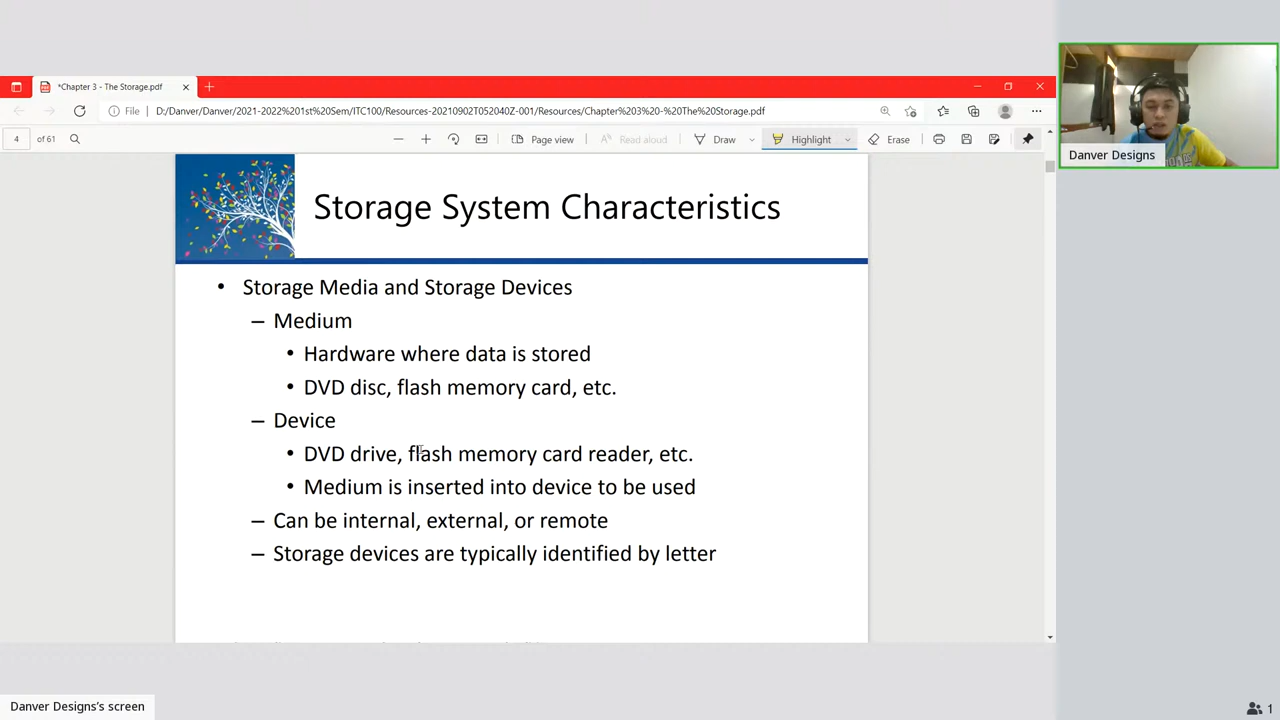 *Chapter 3 - The Storage.pdf
File D:/Danver/Danver/2021-2022%201st%20Sem/ITC100/Resources-20210902T052040Z-001/Resources/Chapter%203%20-%20The%20Storage.pdf
4 of 61 Page view Read aloud Draw Highlight Erase
Storage System Characteristics
• Storage Media and Storage Devices
– Medium
• Hardware where data is stored
• DVD disc, flash memory card, etc.
– Device
• DVD drive, flash memory card reader, etc.
• Medium is inserted into device to be used
– Can be internal, external, or remote
– Storage devices are typically identified by letter
Danver Designs
Danver Designs's screen
1